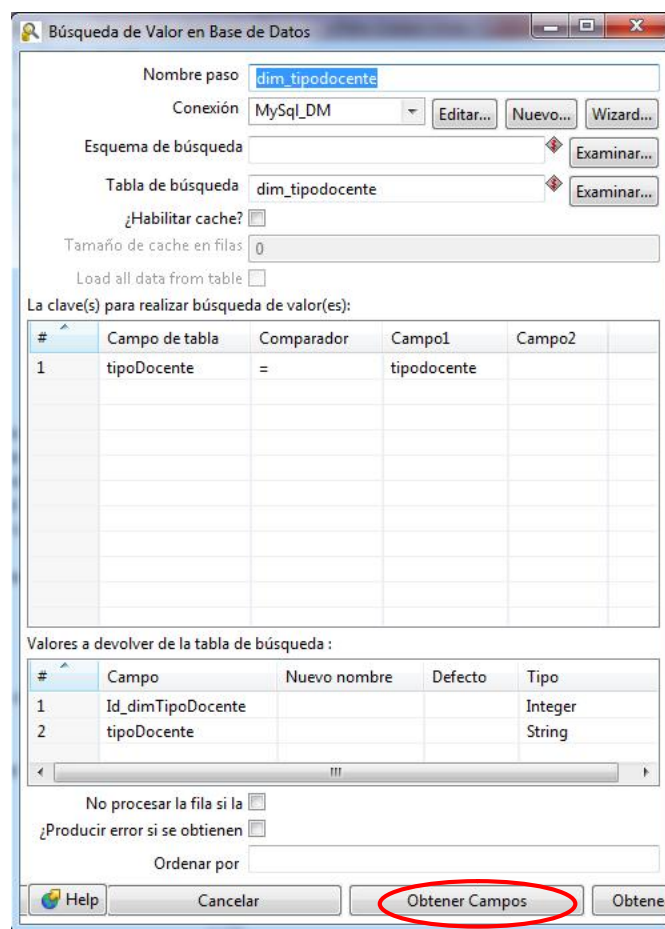 Búsqueda de Valor en Base de Datos
Nombre paso dim_tipodocente
Conexión MySql_DM Editar... Nuevo... Wizard...
Esquema de búsqueda Examinar...
Tabla de búsqueda dim_tipodocente Examinar...
¿Habilitar cache?
Tamaño de cache en filas 0
Load all data from table
La clave(s) para realizar búsqueda de valor(es):
# Campo de tabla Comparador Campo1 Campo2
1 tipoDocente = tipodocente
Valores a devolver de la tabla de búsqueda :
# Campo Nuevo nombre Defecto Tipo
1 Id_dimTipoDocente Integer
2 tipoDocente String
No procesar la fila si la
¿Producir error si se obtienen
Ordenar por
Help Cancelar Obtener Campos Obtene